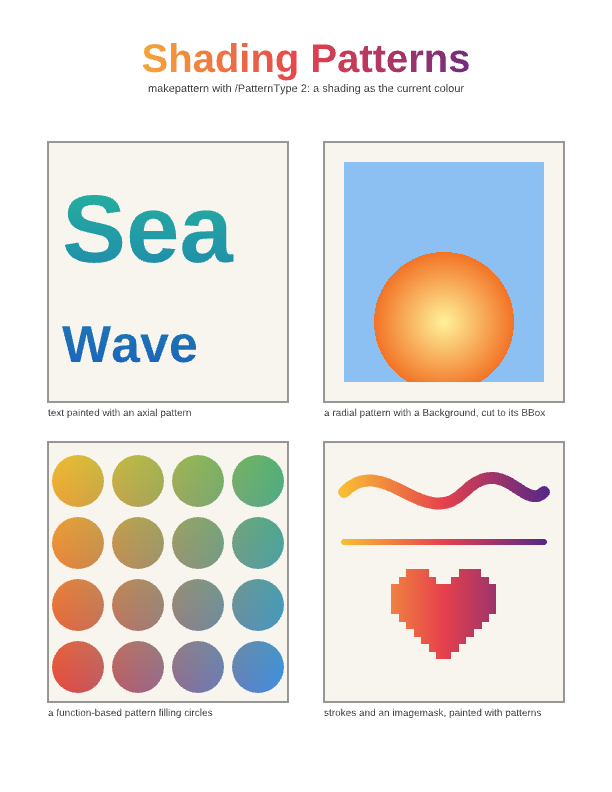 Shading Patterns
makepattern with /PatternType 2: a shading as the current colour
Sea
Wave
text painted with an axial pattern
a radial pattern with a Background, cut to its BBox
a function-based pattern filling circles
strokes and an imagemask, painted with patterns